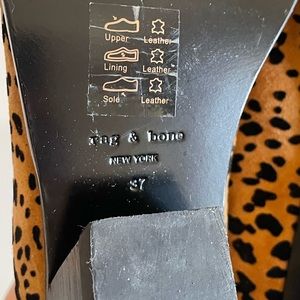 Upper Leather
Lining Leather
Sole Leather
rag & bone
NEW YORK
37